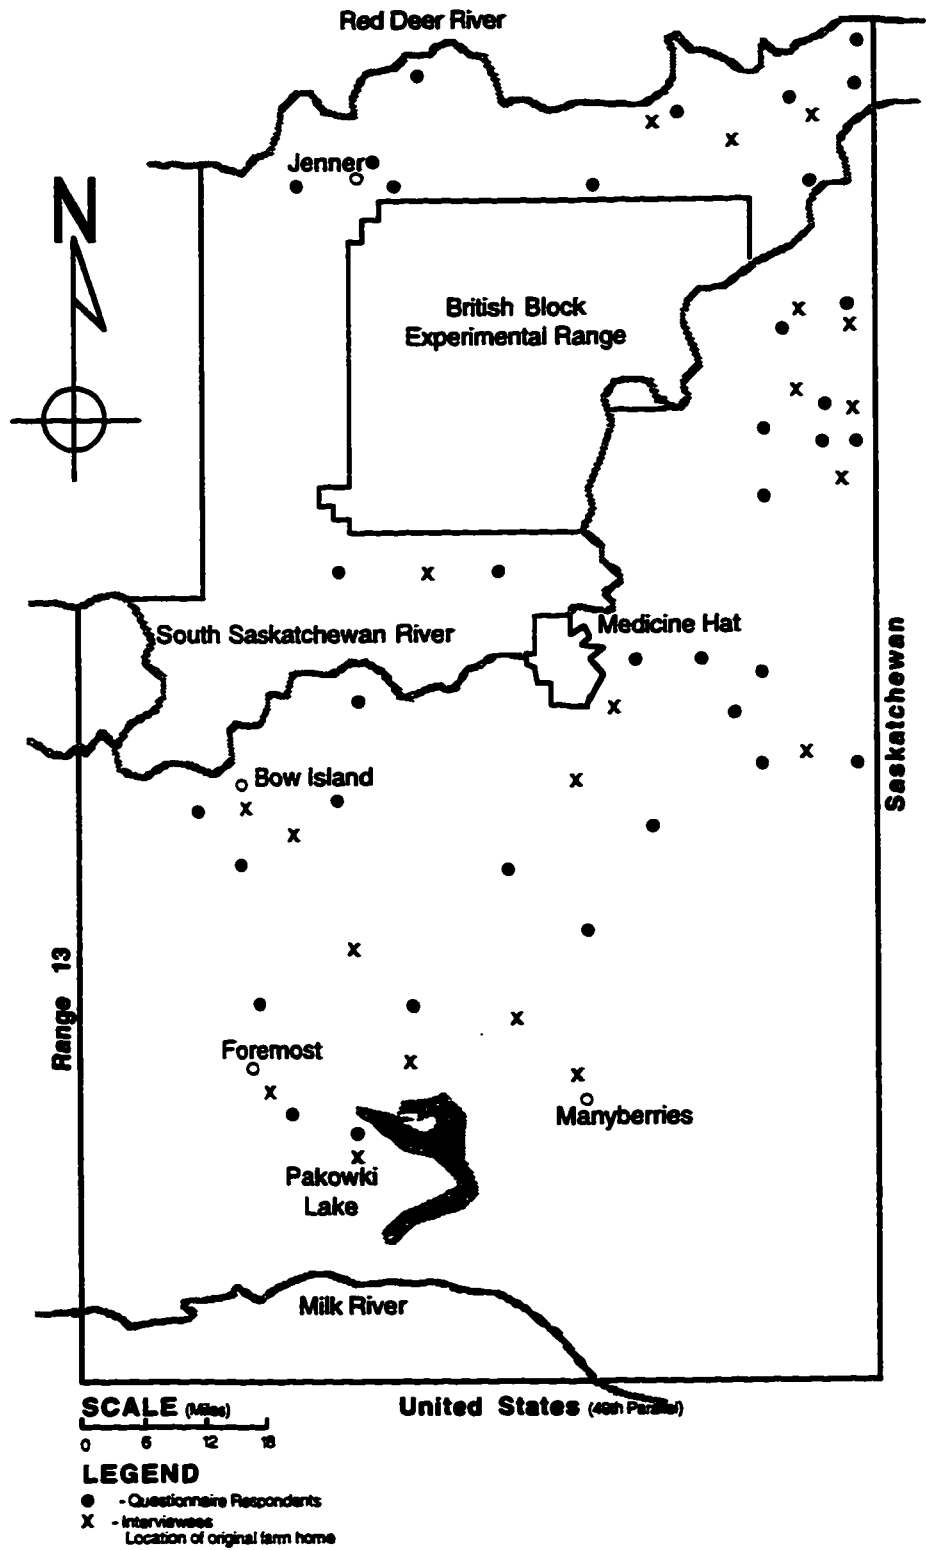 Red Deer River
Jenner
N
British Block
Experimental Range
South Saskatchewan River
Medicine Hat
Saskatchewan
Bow Island
Range 13
Foremost
Manyberries
Pakowki
Lake
Milk River
SCALE (Miles)
United States (49th Parallel)
0 6 12 18
LEGEND
● - Questionnaire Respondents
X - Interviewees
Location of original farm home